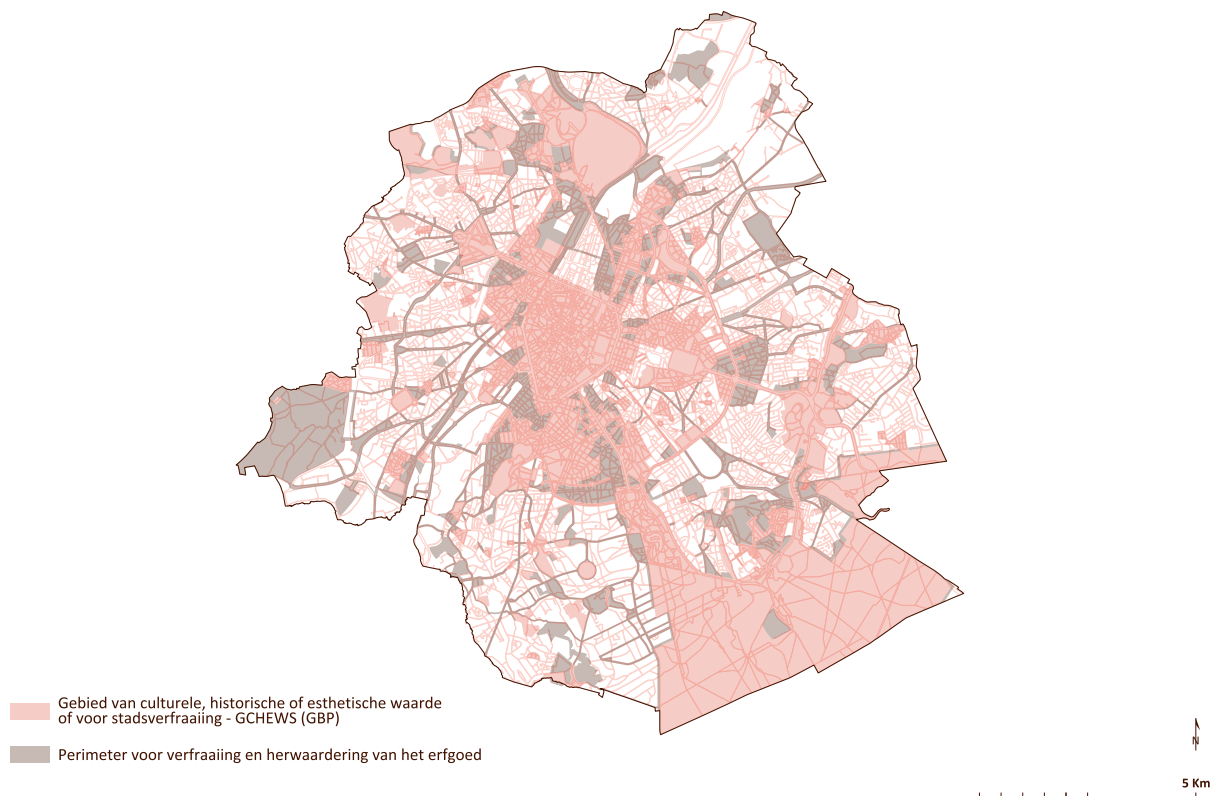 Gebied van culturele, historische of esthetische waarde
of voor stadsverfraaiing - GCHEWS (GBP)
Perimeter voor verfraaiing en herwaardering van het erfgoed
N
5 Km